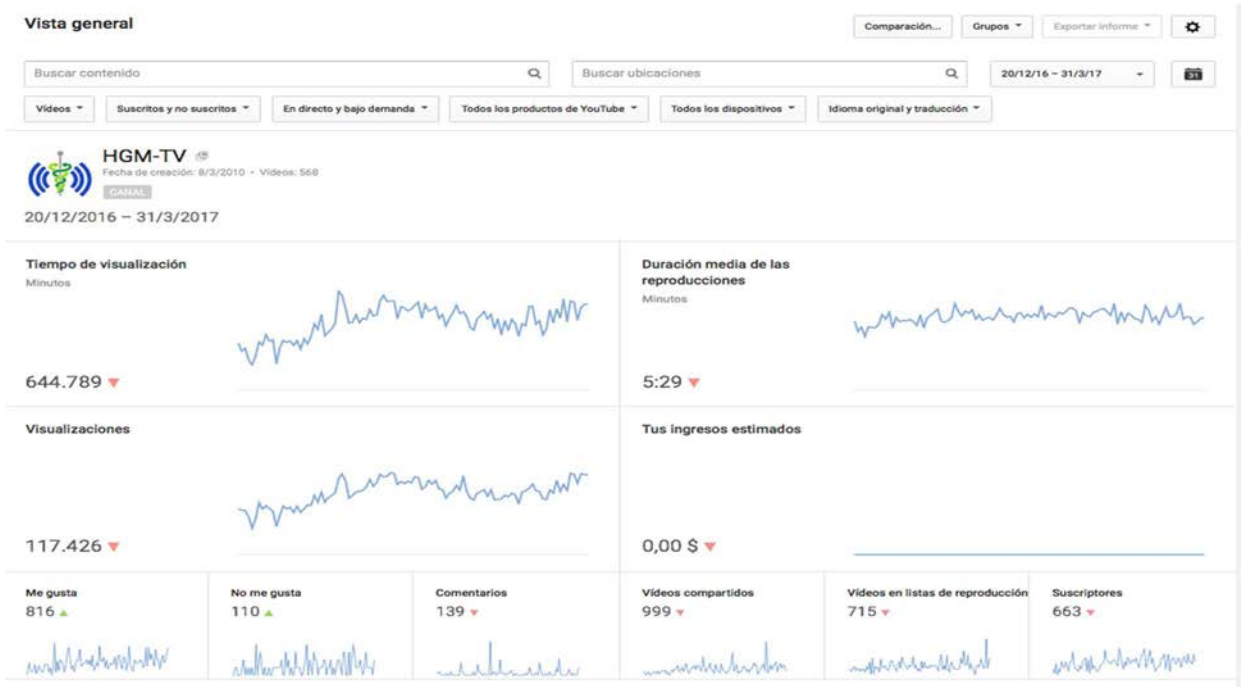 Vista general
Comparación...
Grupos
Exportar informe
Buscar contenido
Buscar ubicaciones
20/12/16 – 31/3/17
31
Vídeos
Suscritos y no suscritos
En directo y bajo demanda
Todos los productos de YouTube
Todos los dispositivos
Idioma original y traducción
HGM-TV
Fecha de creación: 8/3/2010 • Vídeos: 568
CANAL
20/12/2016 – 31/3/2017
Tiempo de visualización
Minutos
644.789
Duración media de las
reproducciones
Minutos
5:29
Visualizaciones
117.426
Tus ingresos estimados
0,00 $
Me gusta
816
No me gusta
110
Comentarios
139
Vídeos compartidos
999
Vídeos en listas de reproducción
715
Suscriptores
663